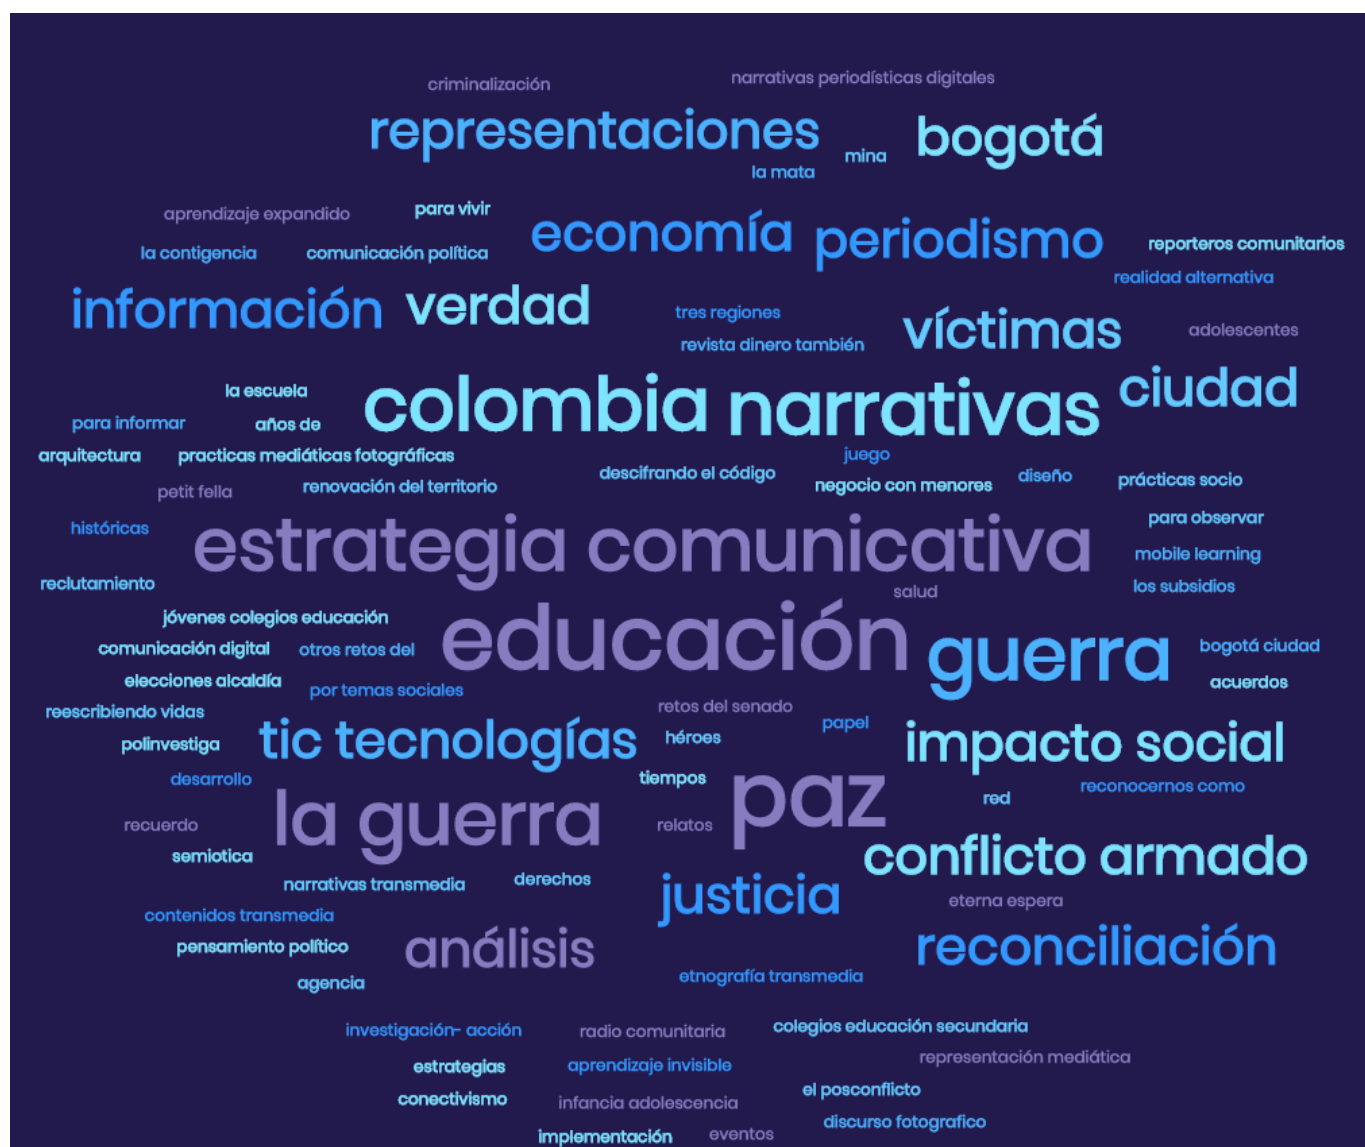 criminalización
narrativas periodísticas digitales
representaciones
bogotá
mina
la mata
aprendizaje expandido
para vivir
economía
periodismo
reporteros comunitarios
la contigencia
comunicación política
realidad alternativa
información
verdad
tres regiones
víctimas
adolescentes
revista dinero también
la escuela
colombia
narrativas
ciudad
para informar
años de
arquitectura
practicas mediáticas fotográficas
juego
descifrando el código
diseño
prácticas socio
petit fella
renovación del territorio
negocio con menores
históricas
estrategia comunicativa
para observar
mobile learning
reclutamiento
salud
los subsidios
jóvenes colegios educación
educación
guerra
comunicación digital
otros retos del
bogotá ciudad
elecciones alcaldía
por temas sociales
acuerdos
reescribiendo vidas
retos del senado
papel
polinvestiga
tic tecnologías
héroes
impacto social
desarrollo
tiempos
paz
red
reconocernos como
recuerdo
la guerra
relatos
semiotica
conflicto armado
narrativas transmedia
derechos
justicia
eterna espera
contenidos transmedia
pensamiento político
análisis
reconciliación
agencia
etnografía transmedia
investigación- acción
radio comunitaria
colegios educación secundaria
estrategias
aprendizaje invisible
representación mediática
conectivismo
infancia adolescencia
el posconflicto
implementación
eventos
discurso fotografico